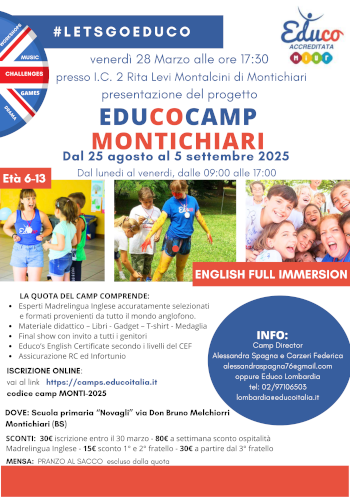 #LETSGOEDUCO
WORKSHOPS
MUSIC
CHALLENGES
GAMES
DRAMA
Educo
ACCREDITATA
MIUR
venerdì 28 Marzo alle ore 17:30
presso I.C. 2 Rita Levi Montalcini di Montichiari
presentazione del progetto
EDUCOCAMP
MONTICHIARI
Dal 25 agosto al 5 settembre 2025
Dal lunedì al venerdì, dalle 09:00 alle 17:00
Età 6-13
ENGLISH FULL IMMERSION
LA QUOTA DEL CAMP COMPRENDE:
• Esperti Madrelingua Inglese accuratamente selezionati
e formati provenienti da tutto il mondo anglofono.
• Materiale didattico – Libri - Gadget – T-shirt - Medaglia
• Final show con invito a tutti i genitori
• Educo's English Certificate secondo i livelli del CEF
• Assicurazione RC ed Infortunio
ISCRIZIONE ONLINE:
vai al link https://camps.educoitalia.it/
codice camp MONTI-2025
INFO:
Camp Director
Alessandra Spagna e Carzeri Federica
alessandraspagna76@gmail.com
oppure Educo Lombardia
tel: 02/97106503
lombardia@educoitalia.it
DOVE: Scuola primaria "Novagli" via Don Bruno Melchiorri
Montichiari (BS)
SCONTI: 30€ iscrizione entro il 30 marzo - 80€ a settimana sconto ospitalità
Madrelingua Inglese - 15€ sconto 1° e 2° fratello - 30€ a partire dal 3° fratello
MENSA: PRANZO AL SACCO escluso dalla quota